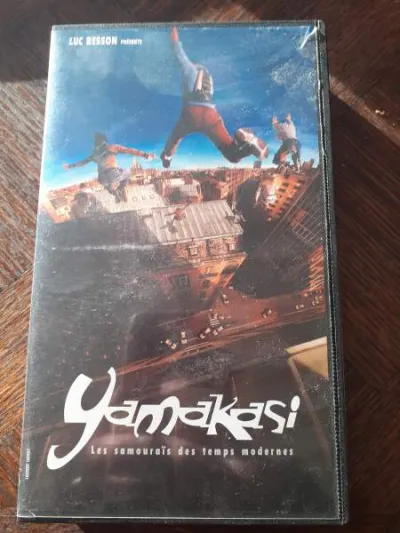 LUC BESSON PRÉSENTE
yamakasi
Les samouraïs des temps modernes